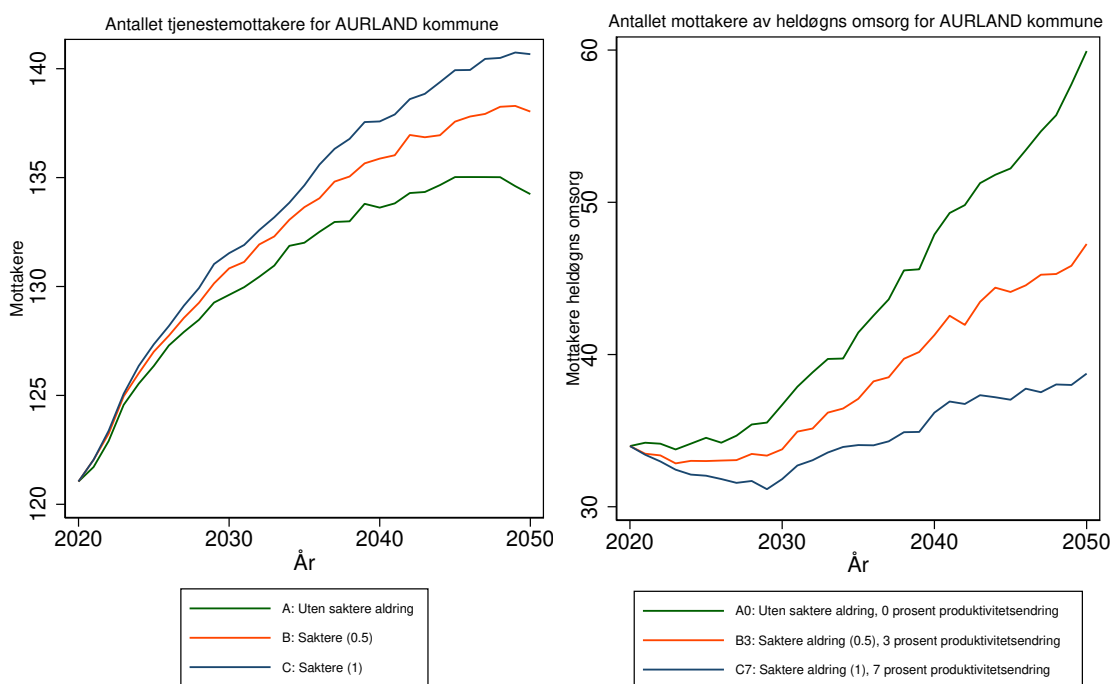 Antallet tjenestemottakere for AURLAND kommune
Mottakere
140
135
130
125
120
2020
2030
2040
2050
År
A: Uten saktere aldring
B: Saktere (0.5)
C: Saktere (1)
Antallet mottakere av heldøgns omsorg for AURLAND kommune
Mottakere heldøgns omsorg
60
50
40
30
2020
2030
2040
2050
År
A0: Uten saktere aldring, 0 prosent produktivitetsendring
B3: Saktere aldring (0.5), 3 prosent produktivitetsendring
C7: Saktere aldring (1), 7 prosent produktivitetsendring